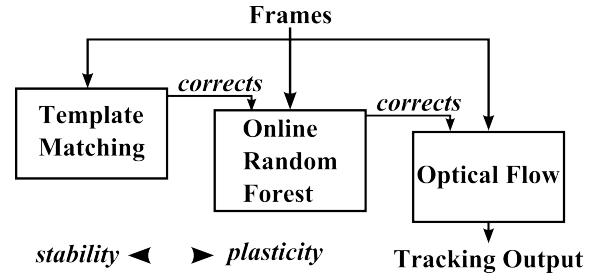 Frames
corrects
corrects
Template
Matching
Online
Random
Forest
Optical Flow
stability
plasticity
Tracking Output